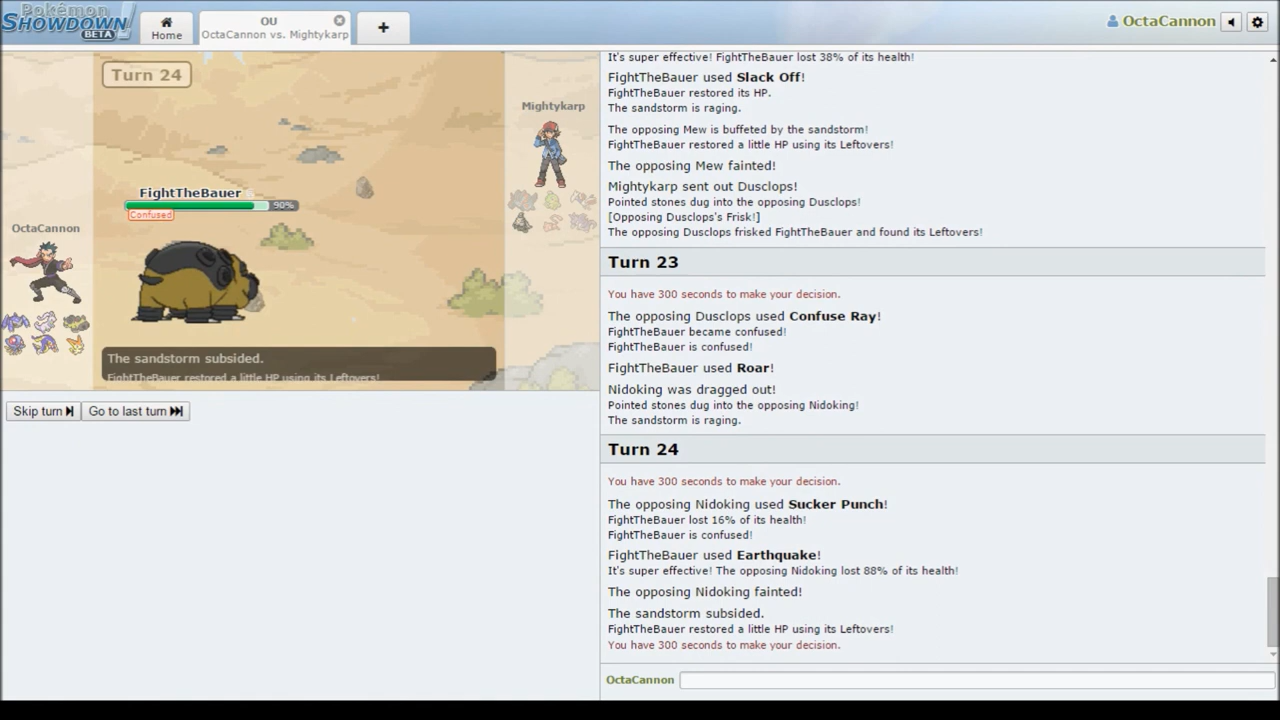 Pokémon
SHOWDOWN!
BETA
Home
OU
OctaCannon vs. Mightykarp
+
OctaCannon
Turn 24
Mightykarp
FightTheBauer
90%
Confused
OctaCannon
The sandstorm subsided.
FightTheBauer restored a little HP using its Leftovers!
Skip turn
Go to last turn
It's super effective! FightTheBauer lost 38% of its health!
FightTheBauer used Slack Off!
FightTheBauer restored its HP.
The sandstorm is raging.
The opposing Mew is buffeted by the sandstorm!
FightTheBauer restored a little HP using its Leftovers!
The opposing Mew fainted!
Mightykarp sent out Dusclops!
Pointed stones dug into the opposing Dusclops!
[Opposing Dusclops's Frisk!]
The opposing Dusclops frisked FightTheBauer and found its Leftovers!
Turn 23
You have 300 seconds to make your decision.
The opposing Dusclops used Confuse Ray!
FightTheBauer became confused!
FightTheBauer is confused!
FightTheBauer used Roar!
Nidoking was dragged out!
Pointed stones dug into the opposing Nidoking!
The sandstorm is raging.
Turn 24
You have 300 seconds to make your decision.
The opposing Nidoking used Sucker Punch!
FightTheBauer lost 16% of its health!
FightTheBauer is confused!
FightTheBauer used Earthquake!
It's super effective! The opposing Nidoking lost 88% of its health!
The opposing Nidoking fainted!
The sandstorm subsided.
FightTheBauer restored a little HP using its Leftovers!
You have 300 seconds to make your decision.
OctaCannon